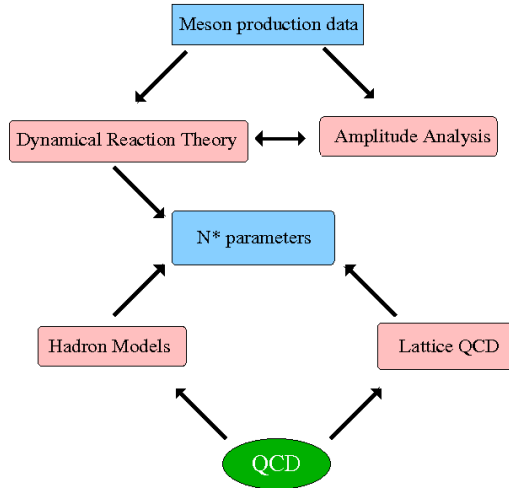 Meson production data
Dynamical Reaction Theory
Amplitude Analysis
N* parameters
Hadron Models
Lattice QCD
QCD